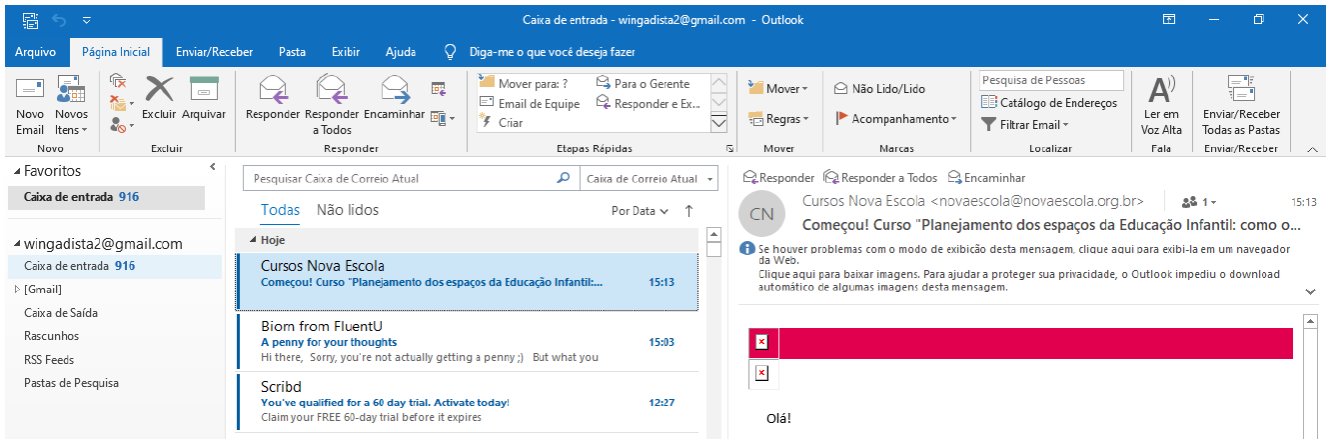 Caixa de entrada - wingadista2@gmail.com - Outlook
Arquivo Página Inicial Enviar/Receber Pasta Exibir Ajuda Diga-me o que você deseja fazer
Novo Email
Novos Itens
Novo
Excluir Arquivar
Excluir
Responder Responder a Todos Encaminhar
Responder
Mover para: ? Para o Gerente
Email de Equipe Responder e Ex...
Criar
Etapas Rápidas
Mover
Regras
Mover
Não Lido/Lido
Acompanhamento
Marcas
Pesquisa de Pessoas
Catálogo de Endereços
Filtrar Email
Localizar
A
Ler em Voz Alta
Fala
Enviar/Receber Todas as Pastas
Enviar/Receber
Favoritos
Caixa de entrada 916
wingadista2@gmail.com
Caixa de entrada 916
[Gmail]
Caixa de Saída
Rascunhos
RSS Feeds
Pastas de Pesquisa
Pesquisar Caixa de Correio Atual Caixa de Correio Atual
Todas Não lidos Por Data
Hoje
Cursos Nova Escola
Começou! Curso "Planejamento dos espaços da Educação Infantil:... 15:13
Biom from FluentU
A penny for your thoughts 15:03
Hi there, Sorry, you're not actually getting a penny ;) But what you
Scribd
You've qualified for a 60 day trial. Activate today! 12:27
Claim your FREE 60-day trial before it expires
Responder Responder a Todos Encaminhar
CN
Cursos Nova Escola <novaescola@novaescola.org.br> 1 15:13
Começou! Curso "Planejamento dos espaços da Educação Infantil: como o...
Se houver problemas com o modo de exibição desta mensagem, clique aqui para exibi-la em um navegador
da Web.
Clique aqui para baixar imagens. Para ajudar a proteger sua privacidade, o Outlook impediu o download
automático de algumas imagens desta mensagem.
Olá!